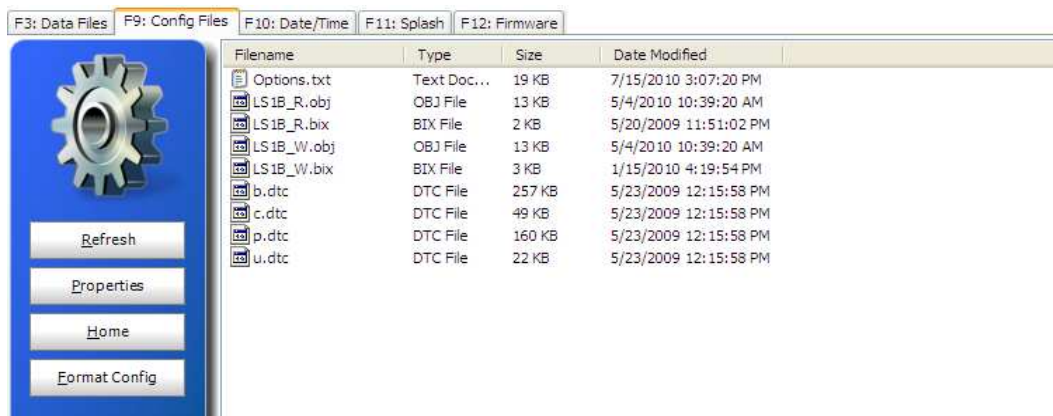 F3: Data Files F9: Config Files F10: Date/Time F11: Splash F12: Firmware
Filename Type Size Date Modified
Options.txt Text Doc... 19 KB 7/15/2010 3:07:20 PM
LS1B_R.obj OBJ File 13 KB 5/4/2010 10:39:20 AM
LS1B_R.bix BIX File 2 KB 5/20/2009 11:51:02 PM
LS1B_W.obj OBJ File 13 KB 5/4/2010 10:39:20 AM
LS1B_W.bix BIX File 3 KB 1/15/2010 4:19:54 PM
b.dtc DTC File 257 KB 5/23/2009 12:15:58 PM
c.dtc DTC File 49 KB 5/23/2009 12:15:58 PM
p.dtc DTC File 160 KB 5/23/2009 12:15:58 PM
u.dtc DTC File 22 KB 5/23/2009 12:15:58 PM
Refresh
Properties
Home
Format Config